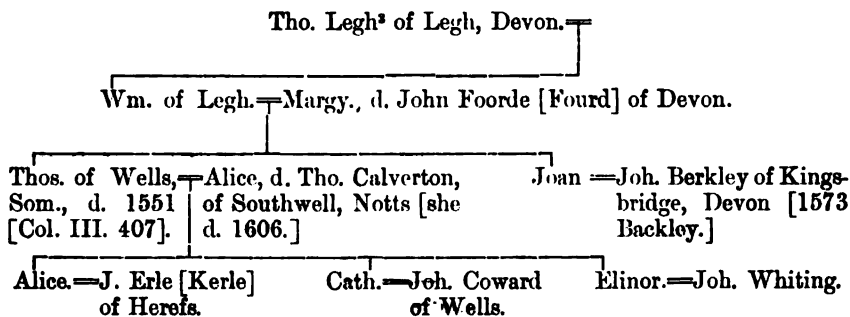 Tho. Legh² of Legh, Devon.
Wm. of Legh. Margy., d. John Foorde [Fourd] of Devon.
Thos. of Wells, Som., d. 1551 [Col. III. 407].
Alice, d. Tho. Calverton, of Southwell, Notts [she d. 1606.]
Joan = Joh. Berkley of Kings-
bridge, Devon [1573
Backley.]
Alice. = J. Erle [Kerle]
of Herefs.
Cath. = Joh. Coward
of Wells.
Elinor. = Joh. Whiting.